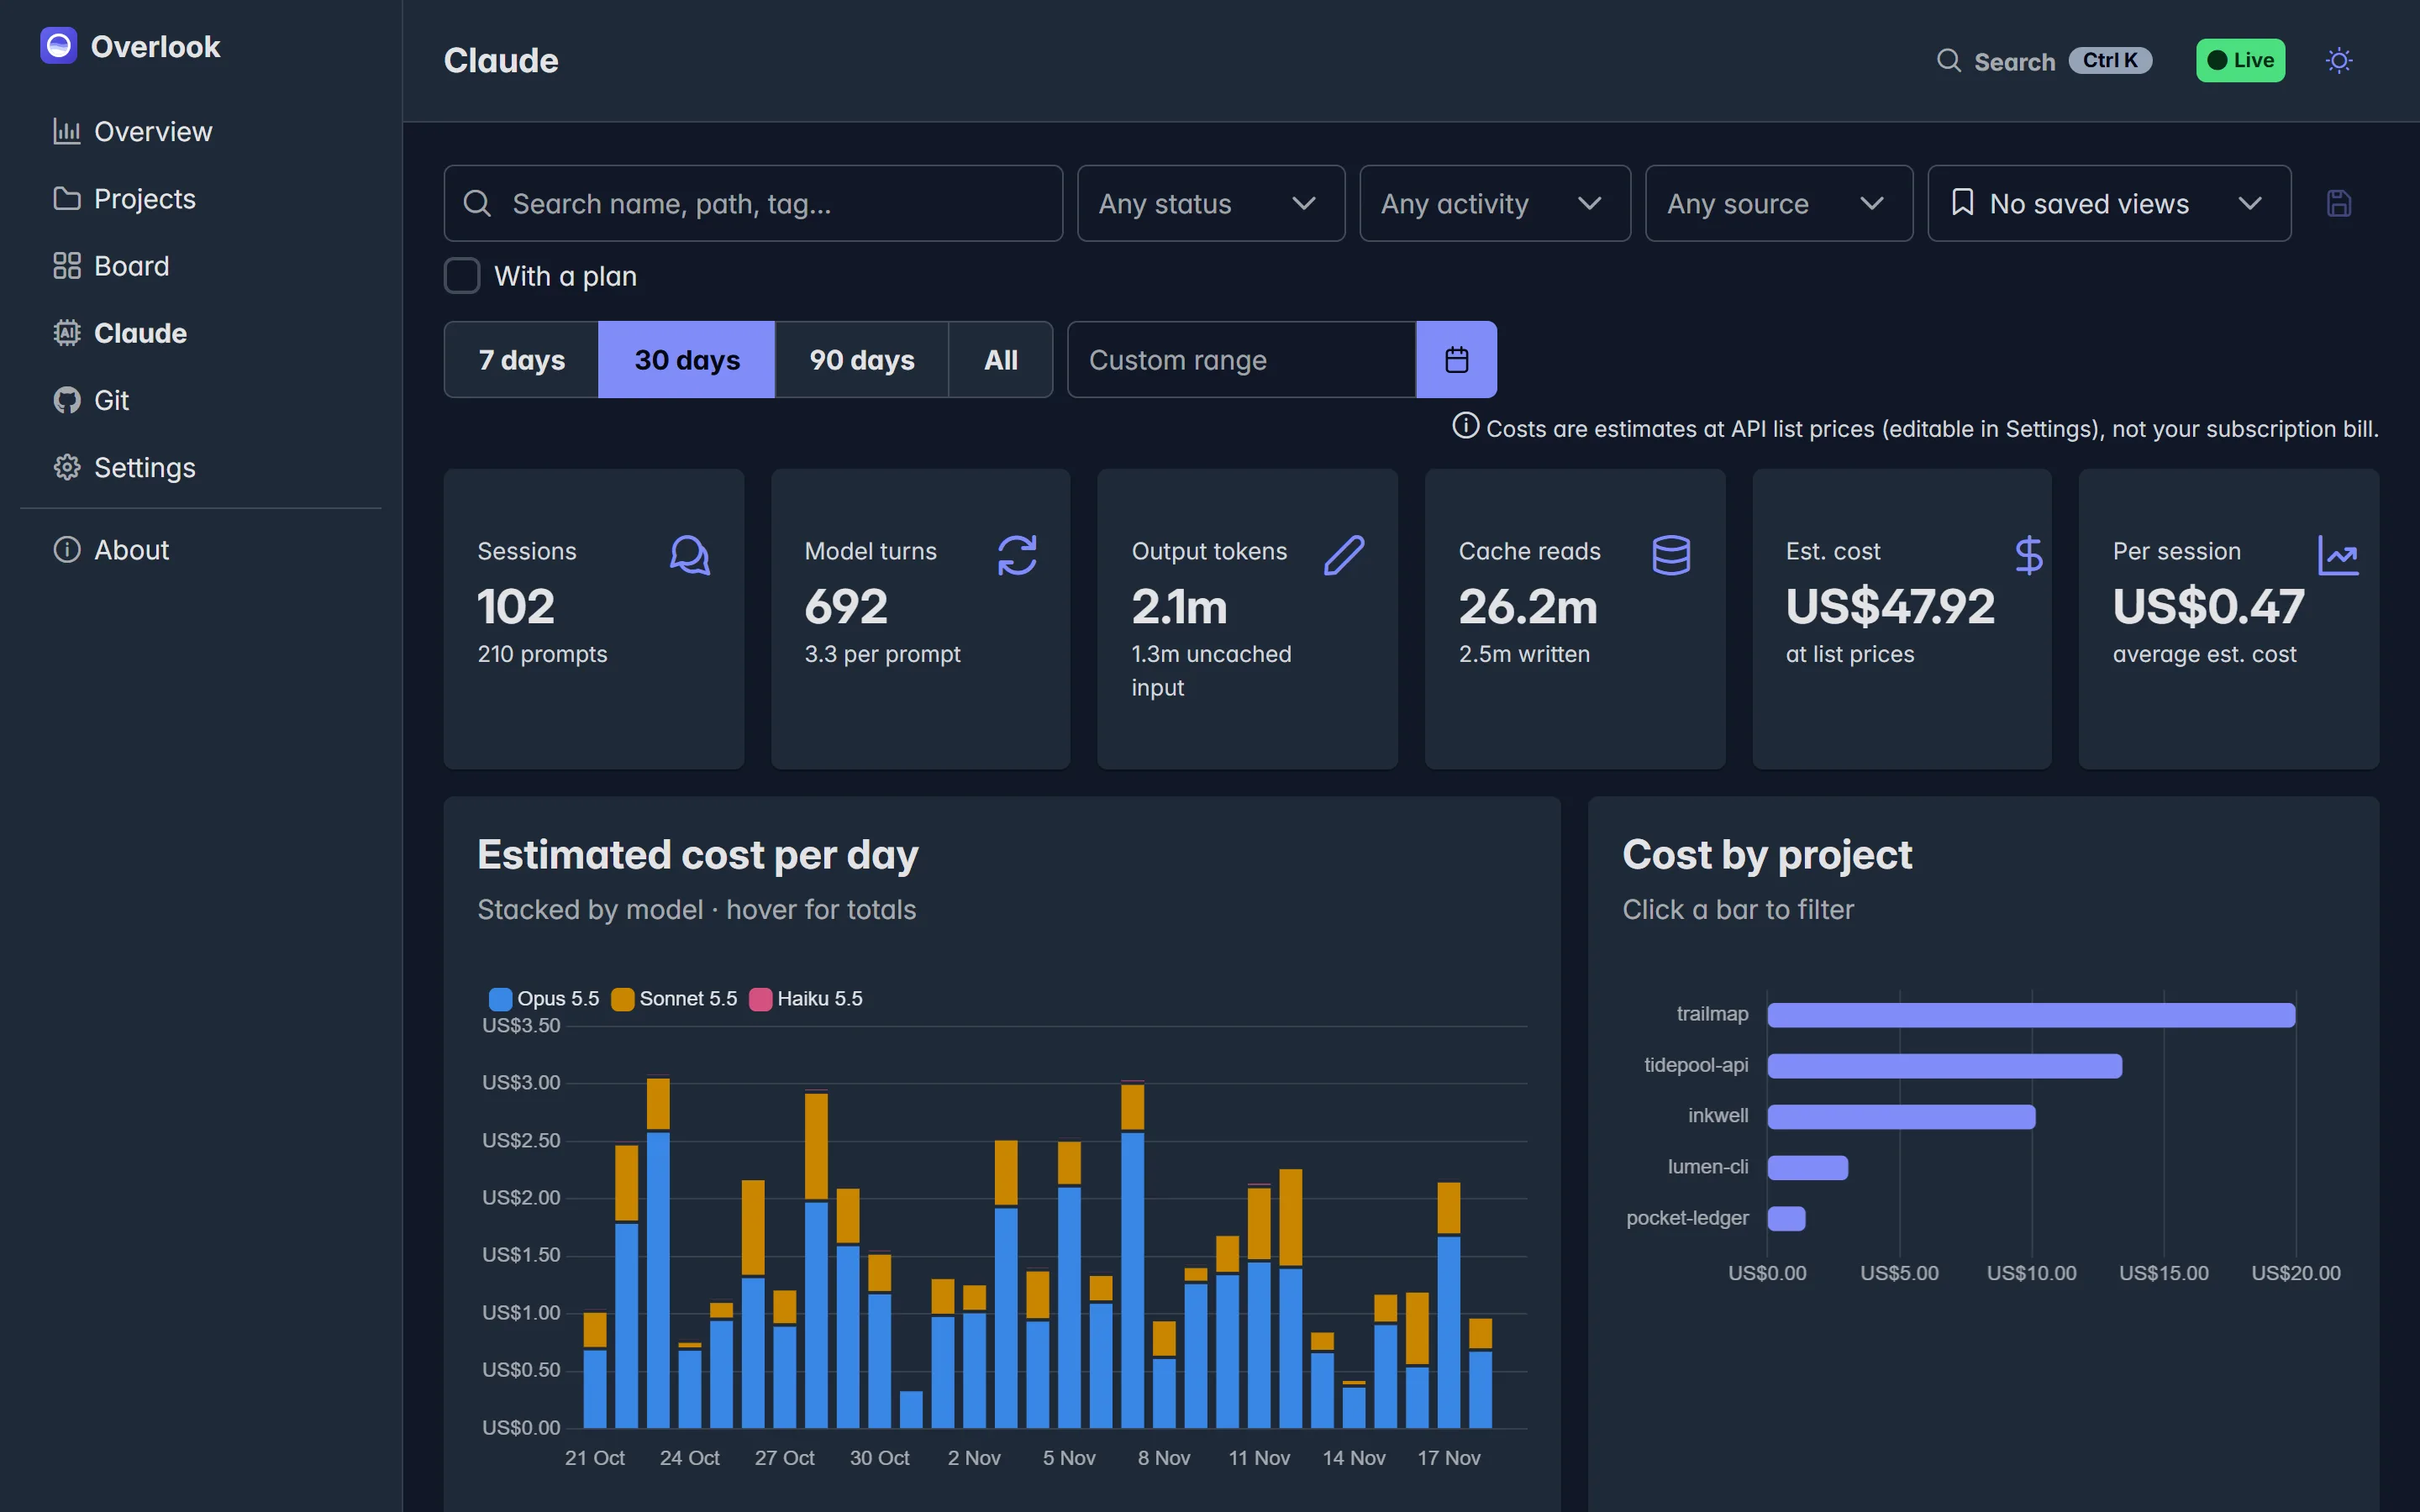 Overlook
Overview
Projects
Board
AI Claude
Git
Settings
About
Claude
Search Ctrl K
Live
Search name, path, tag...
Any status
Any activity
Any source
No saved views
With a plan
7 days 30 days 90 days All
Custom range
Costs are estimates at API list prices (editable in Settings), not your subscription bill.
Sessions
102
210 prompts
Model turns
692
3.3 per prompt
Output tokens
2.1m
1.3m uncached
input
Cache reads
26.2m
2.5m written
Est. cost
US$47.92
at list prices
Per session
US$0.47
average est. cost
Estimated cost per day
Stacked by model · hover for totals
Opus 5.5 Sonnet 5.5 Haiku 5.5
US$3.50
US$3.00
US$2.50
US$2.00
US$1.50
US$1.00
US$0.50
US$0.00
21 Oct 24 Oct 27 Oct 30 Oct 2 Nov 5 Nov 8 Nov 11 Nov 14 Nov 17 Nov
Cost by project
Click a bar to filter
trailmap
tidepool-api
inkwell
lumen-cli
pocket-ledger
US$0.00 US$5.00 US$10.00 US$15.00 US$20.00